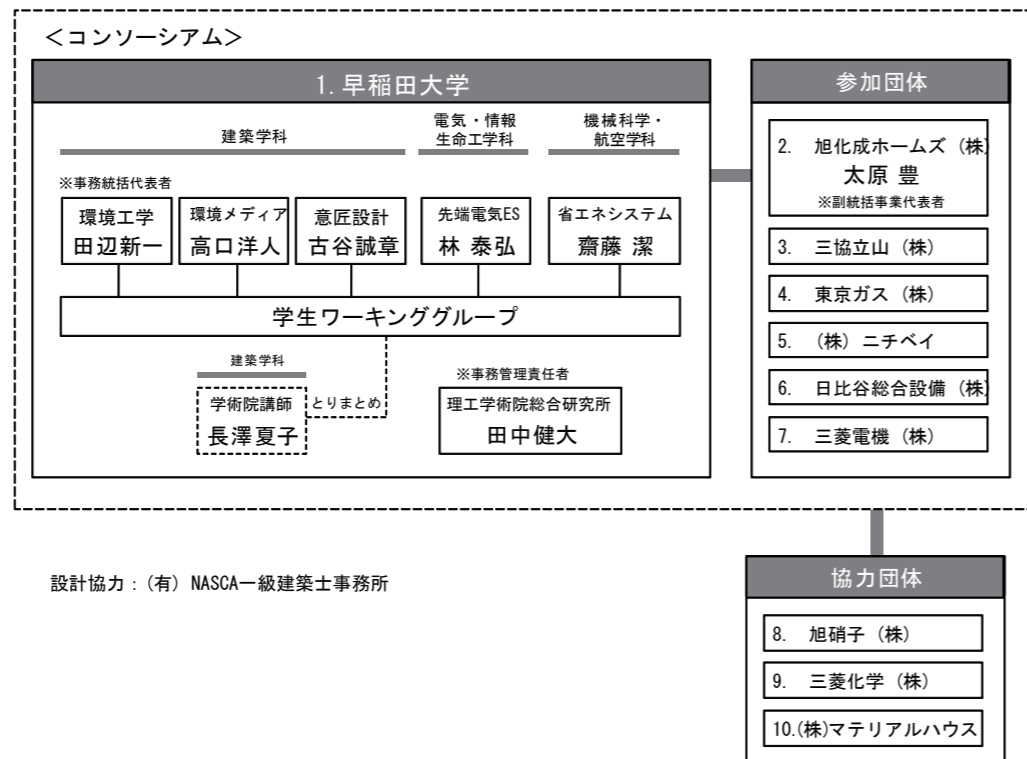 ＜コンソーシアム＞
1. 早稲田大学
建築学科
電気・情報
生命工学科
機械科学・
航空学科
※事務統括代表者
環境工学
田辺新一
環境メディア
高口洋人
意匠設計
古谷誠章
先端電気ES
林 泰弘
省エネシステム
齋藤 潔
学生ワーキンググループ
建築学科
学術院講師
長澤夏子
とりまとめ
※事務管理責任者
理工学術院総合研究所
田中健大
参加団体
2. 旭化成ホームズ（株）
太原 豊
※副統括事業代表者
3. 三協立山（株）
4. 東京ガス（株）
5. （株）ニチベイ
6. 日比谷総合設備（株）
7. 三菱電機（株）
設計協力：（有）NASCA一級建築士事務所
協力団体
8. 旭硝子（株）
9. 三菱化学（株）
10.(株)マテリアルハウス